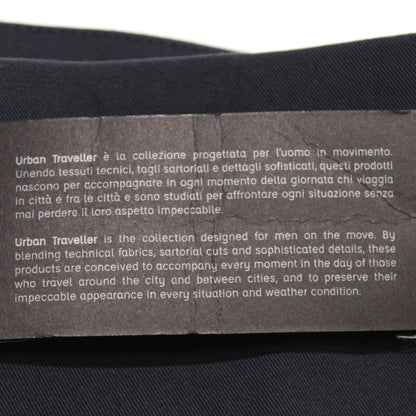 Urban Traveller è la collezione progettata per l'uomo in movimento.
Unendo tessuti tecnici, tagli sartoriali e dettagli sofisticati, questi prodotti
nascono per accompagnare in ogni momento della giornata chi viaggia
in città e fra le città e sono studiati per affrontare ogni situazione senza
mai perdere il loro aspetto impeccabile.
Urban Traveller is the collection designed for men on the move. By
blending technical fabrics, sartorial cuts and sophisticated details, these
products are conceived to accompany every moment in the day of those
who travel around the city and between cities, and to preserve their
impeccable appearance in every situation and weather condition.